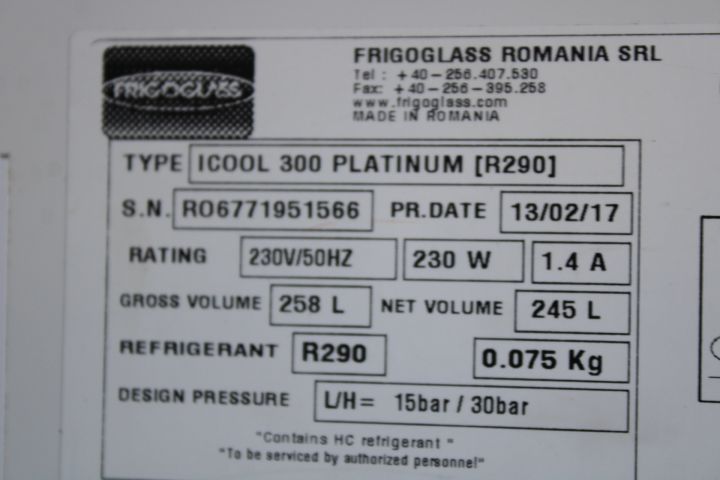 FRIGOGLASS
FRIGOGLASS ROMANIA SRL
Tel : +40-256.407.530
Fax: +40-256-395.258
www.frigoglass.com
MADE IN ROMANIA
TYPE ICOOL 300 PLATINUM [R290]
S.N. RO6771951566 PR.DATE 13/02/17
RATING 230V/50HZ 230 W 1.4 A
GROSS VOLUME 258 L NET VOLUME 245 L
REFRIGERANT R290 0.075 Kg
DESIGN PRESSURE L/H= 15bar / 30bar
"Contains HC refrigerant "
"To be serviced by authorized personnel"